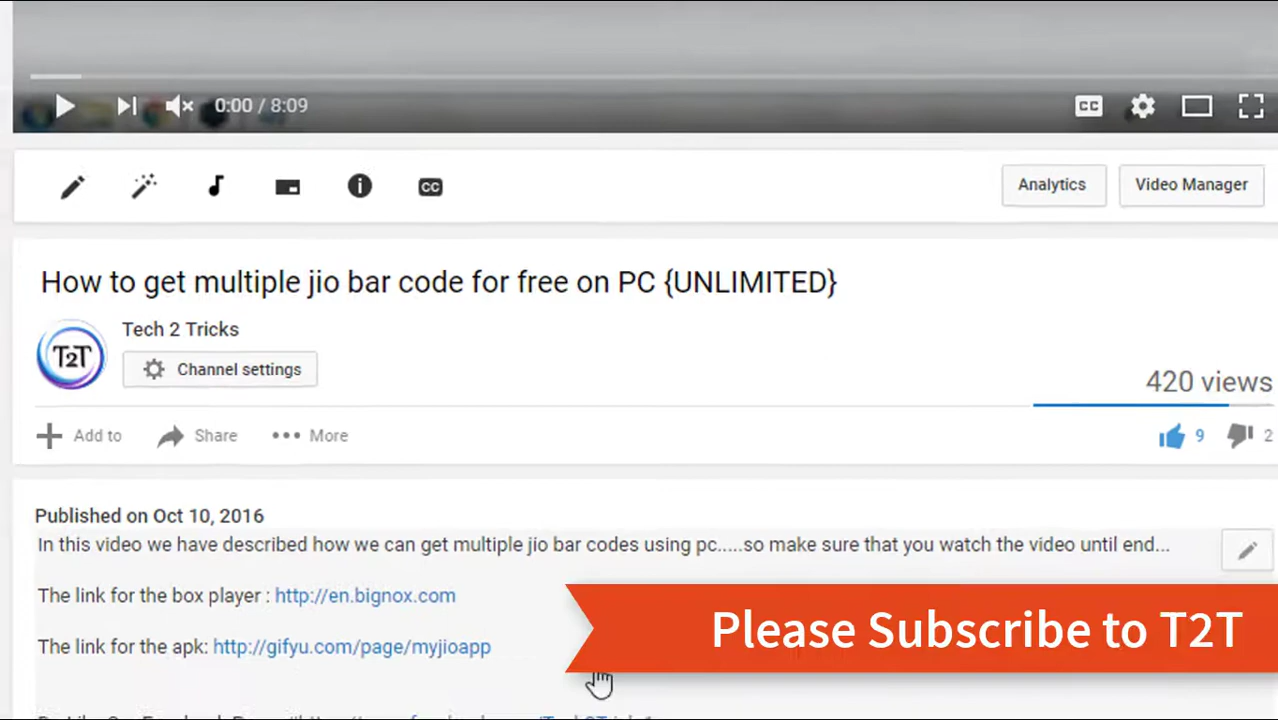 0:00 / 8:09
CC
CC
Analytics
Video Manager
How to get multiple jio bar code for free on PC {UNLIMITED}
T2T
Tech 2 Tricks
Channel settings
420 views
Add to
Share
More
9
2
Published on Oct 10, 2016
In this video we have described how we can get multiple jio bar codes using pc.....so make sure that you watch the video until end...
The link for the box player : http://en.bignox.com
Please Subscribe to T2T
The link for the apk: http://gifyu.com/page/myjioapp